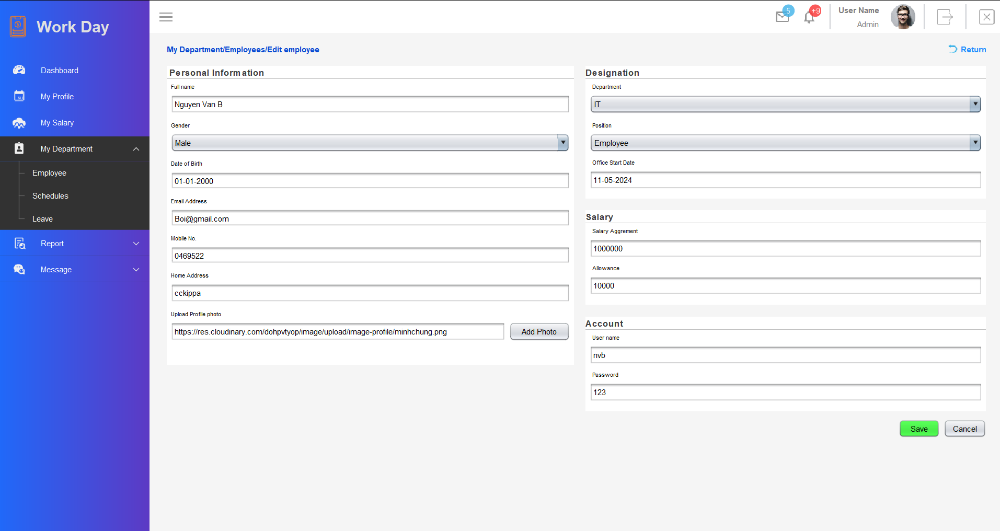 Work Day
Dashboard
My Profile
SU
My Salary
My Department
Employee
Schedules
Leave
Report
Message
5
+9
User Name
Admin
My Department/Employees/Edit employee
Return
Personal Information
Full name
Nguyen Van B
Gender
Male
Date of Birth
01-01-2000
Email Address
Boi@gmail.com
Mobile No.
0469522
Home Address
cckippa
Upload Profile photo
https://res.cloudinary.com/dohpvtyop/image/upload/image-profile/minhchung.png
Add Photo
Designation
Department
IT
Position
Employee
Office Start Date
11-05-2024
Salary
Salary Aggrement
1000000
Allowance
10000
Account
User name
nvb
Password
123
Save
Cancel